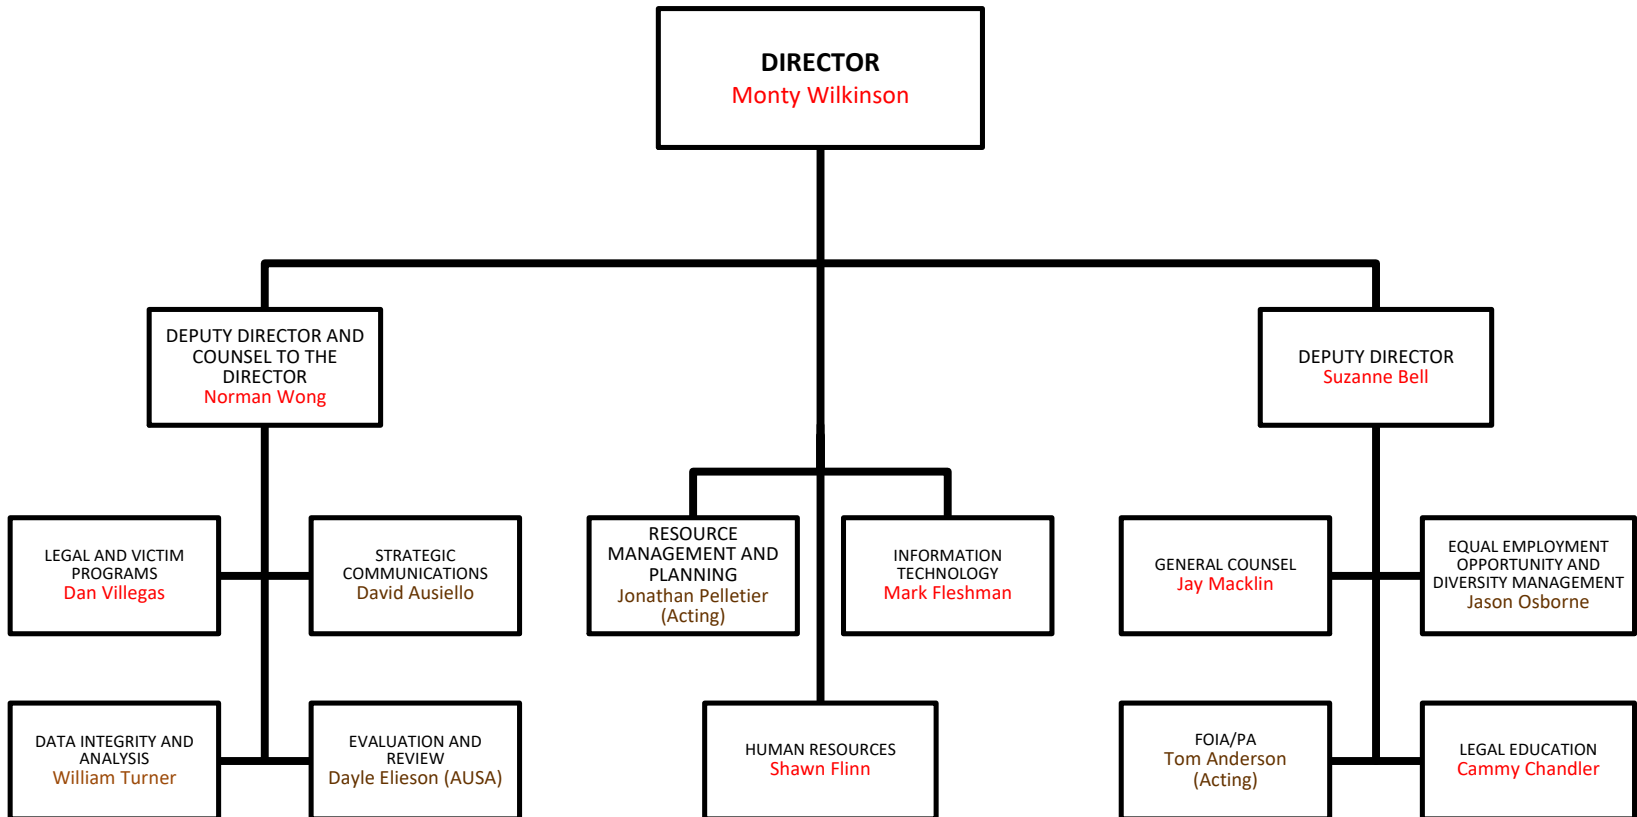 DIRECTOR
Monty Wilkinson
DEPUTY DIRECTOR AND
COUNSEL TO THE
DIRECTOR
Norman Wong
DEPUTY DIRECTOR
Suzanne Bell
LEGAL AND VICTIM
PROGRAMS
Dan Villegas
STRATEGIC
COMMUNICATIONS
David Ausiello
RESOURCE
MANAGEMENT AND
PLANNING
Jonathan Pelletier
(Acting)
INFORMATION
TECHNOLOGY
Mark Fleshman
GENERAL COUNSEL
Jay Macklin
EQUAL EMPLOYMENT
OPPORTUNITY AND
DIVERSITY MANAGEMENT
Jason Osborne
DATA INTEGRITY AND
ANALYSIS
William Turner
EVALUATION AND
REVIEW
Dayle Elieson (AUSA)
HUMAN RESOURCES
Shawn Flinn
FOIA/PA
Tom Anderson
(Acting)
LEGAL EDUCATION
Cammy Chandler